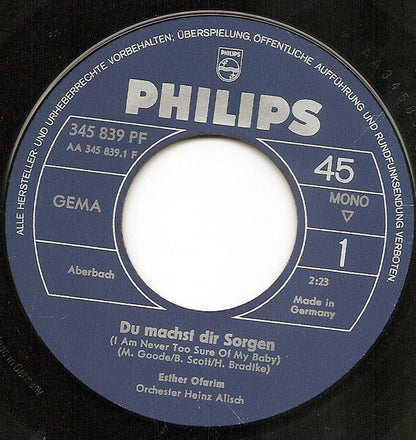 ALLE HERSTELLER- UND URHEBERRECHTE VORBEHALTEN; ÜBERSPIELUNG, ÖFFENTLICHE AUFFÜHRUNG UND RUNDFUNKSENDUNG VERBOTEN
PHILIPS
PHILIPS
345 839 PF
AA 345 839.1 F
45
GEMA
MONO
1
Aberbach
2:23
Made in
Germany
Du machst dir Sorgen
(I Am Never Too Sure Of My Baby)
(M. Goode/B. Scott/H. Bradtke)
Esther Ofarim
Orchester Heinz Alisch